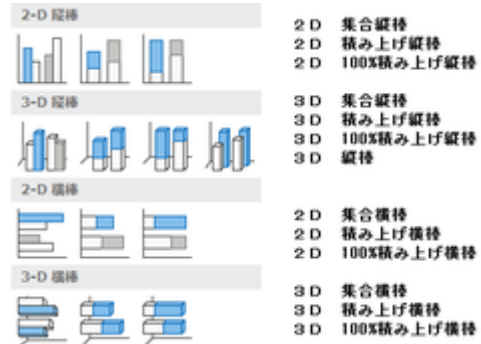 2-D 縦棒
2D 集合縦棒
2D 積み上げ縦棒
2D 100%積み上げ縦棒
3-D 縦棒
3D 集合縦棒
3D 積み上げ縦棒
3D 100%積み上げ縦棒
3D 縦棒
2-D 横棒
2D 集合横棒
2D 積み上げ横棒
2D 100%積み上げ横棒
3-D 横棒
3D 集合横棒
3D 積み上げ横棒
3D 100%積み上げ横棒